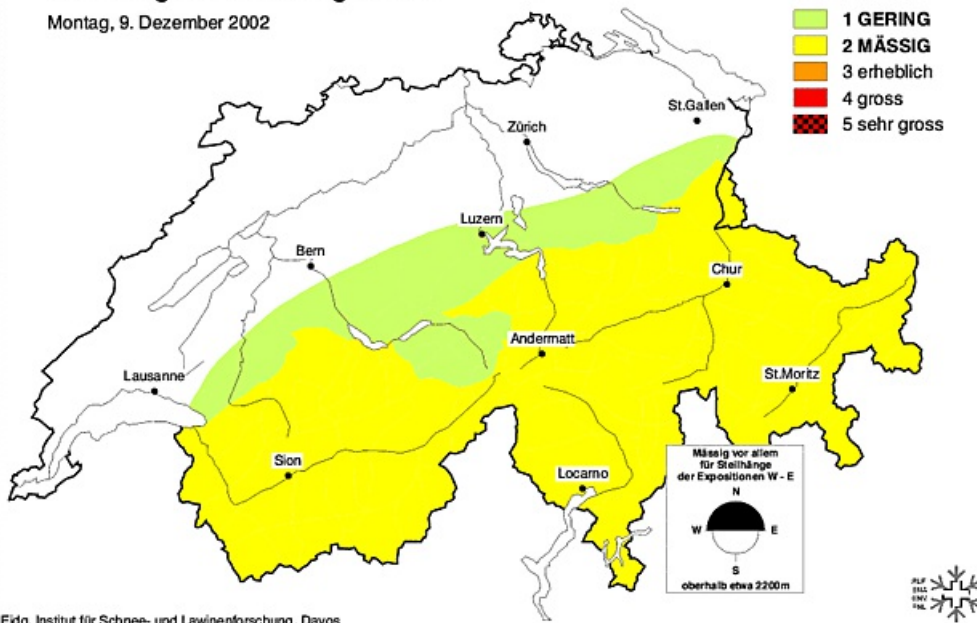 Montag, 9. Dezember 2002
1 GERING
2 MÄSSIG
3 erheblich
4 gross
5 sehr gross
St.Gallen
Zürich
Luzern
Bern
Chur
Andermatt
Lausanne
St.Moritz
Sion
Locarno
Mässig vor allem
für Steilhänge
der Expositionen W - E
N
W E
S
oberhalb etwa 2200m
SLF
Eidg. Institut für Schnee- und Lawinenforschung, Davos